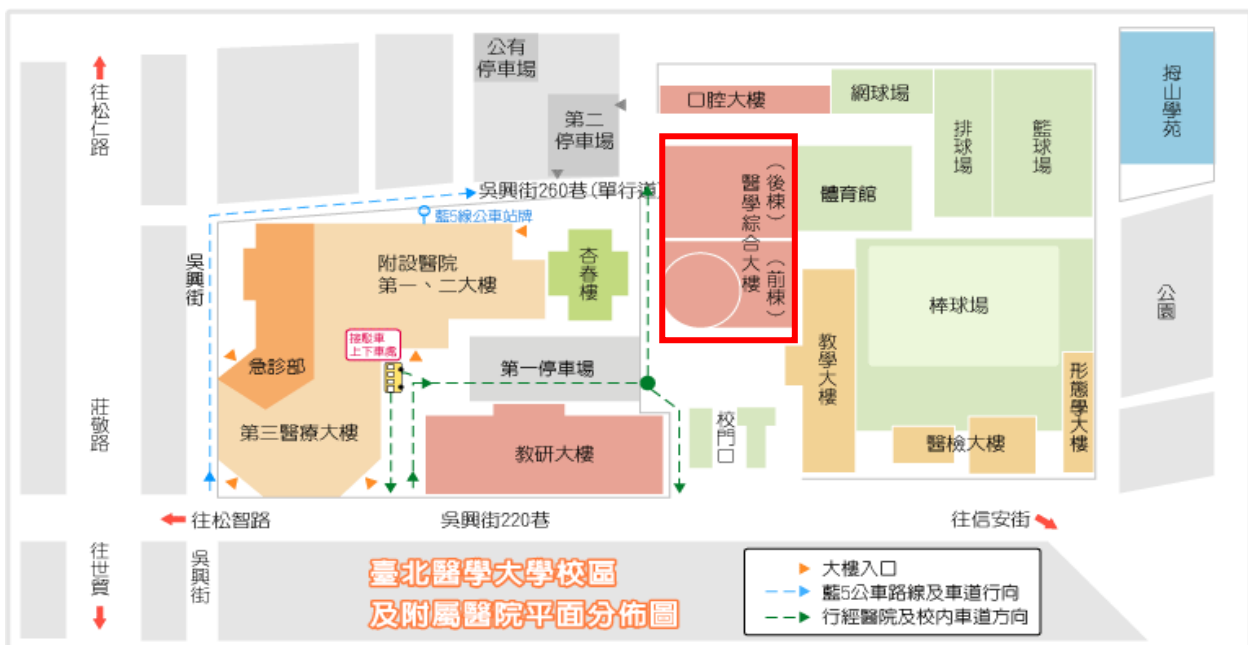 公有
停車場
第二
停車場
口腔大樓
網球場
排球場
籃球場
拇山學苑
往松仁路
吳興街260巷(單行道)
藍5線公車站牌
醫學綜合大樓
（後棟）
（前棟）
體育館
吳興街
附設醫院
第一、二大樓
杏春樓
棒球場
公園
接駁車
上下車處
急診部
第一停車場
教學大樓
形態學大樓
莊敬路
第三醫療大樓
教研大樓
校門口
醫檢大樓
往松智路
吳興街220巷
往信安街
往世貿
吳興街
臺北醫學大學校區
及附屬醫院平面分佈圖
大樓入口
藍5公車路線及車道行向
行經醫院及校內車道方向